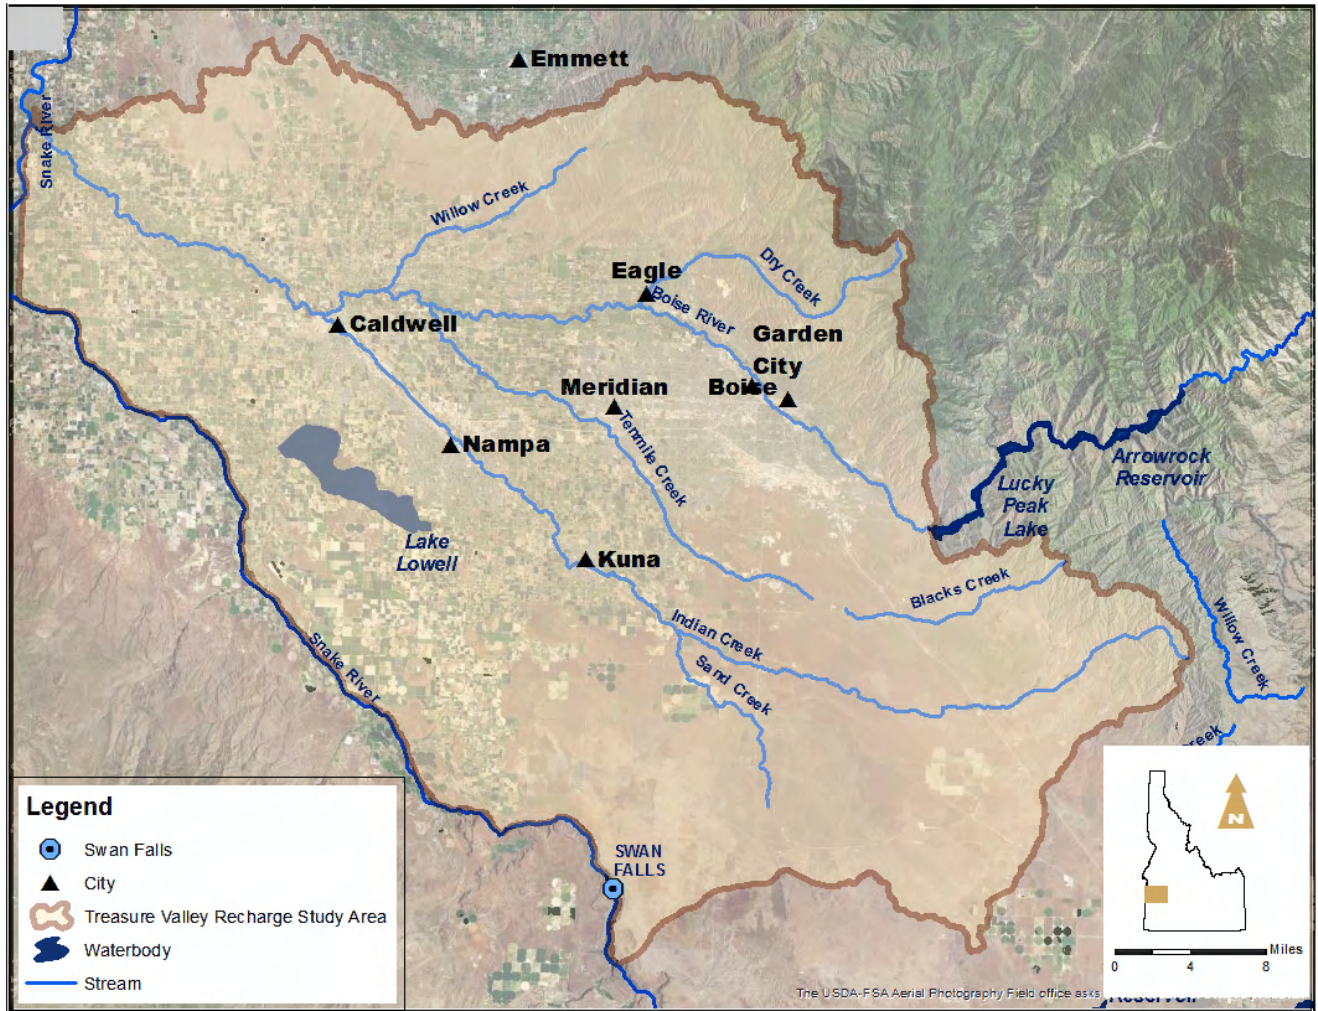 Emmett
Snake River
Willow Creek
Dry Creek
Eagle
Boise River
Garden
City
Caldwell
Meridian
Boise
Tenmile Creek
Nampa
Arrowrock
Reservoir
Lucky
Peak
Lake
Lake
Lowell
Kuna
Blacks Creek
Willow Creek
Indian Creek
Snake River
Sand Creek
Creek
SWAN
FALLS
Legend
Swan Falls
City
Treasure Valley Recharge Study Area
Waterbody
Stream
N
Miles
0 4 8
The USDA-FSA Aerial Photography Field office asks
Reservoir